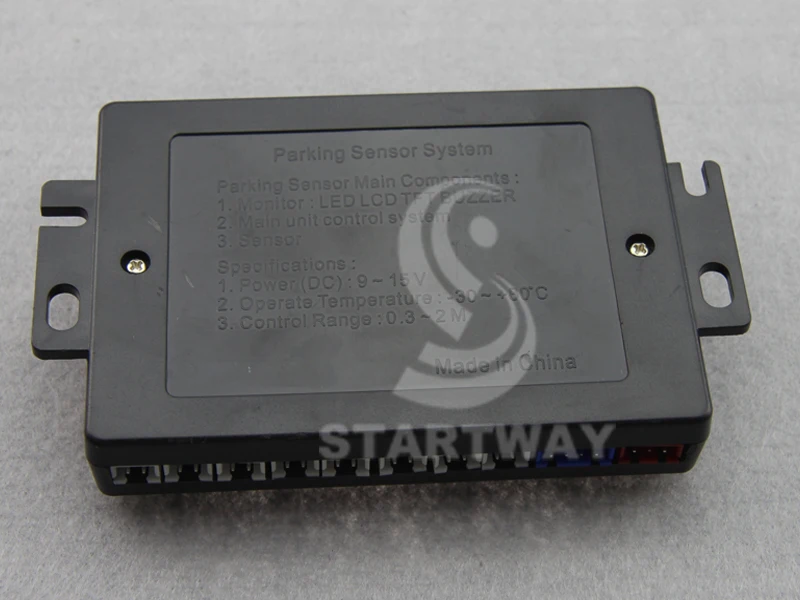 Parking Sensor System
Parking Sensor Main Components :
1. Monitor : LED LCD TFT BUZZER
2. Main unit control system
3. Sensor
Specifications :
1. Power (DC) : 9 ~ 15 V
2. Operate Temperature : -30 ~ +60°C
3. Control Range : 0.3 ~ 2 M
Made in China
STARTWAY